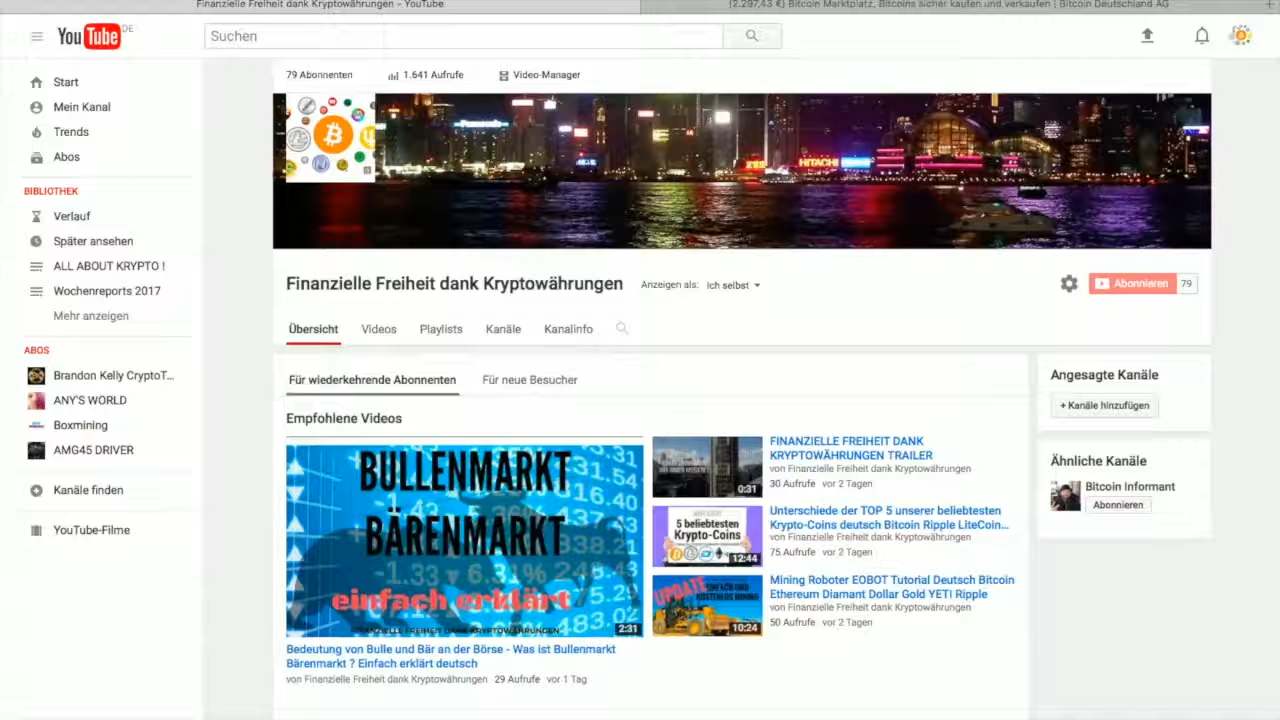 Finanzielle Freiheit dank Kryptowährungen - YouTube
(2.297,43 €) Bitcoin Marktplatz, Bitcoins sicher kaufen und verkaufen | Bitcoin Deutschland AG
YouTube DE
Suchen
Start
Mein Kanal
Trends
Abos
BIBLIOTHEK
Verlauf
Später ansehen
ALL ABOUT KRYPTO !
Wochenreports 2017
Mehr anzeigen
ABOS
Brandon Kelly CryptoT...
ANY'S WORLD
Boxmining
AMG45 DRIVER
Kanäle finden
YouTube-Filme
79 Abonnenten
1.641 Aufrufe
Video-Manager
Panasonic
HITACHI
Finanzielle Freiheit dank Kryptowährungen
Anzeigen als: Ich selbst
Abonnieren 79
Übersicht
Videos
Playlists
Kanäle
Kanalinfo
Für wiederkehrende Abonnenten
Für neue Besucher
Empfohlene Videos
BULLENMARKT
BÄRENMARKT
einfach erklärt
FINANZIELLE FREIHEIT DANK KRYPTOWÄHRUNGEN
2:31
Bedeutung von Bulle und Bär an der Börse - Was ist Bullenmarkt
Bärenmarkt ? Einfach erklärt deutsch
von Finanzielle Freiheit dank Kryptowährungen 29 Aufrufe vor 1 Tag
0:31
FINANZIELLE FREIHEIT DANK
KRYPTOWÄHRUNGEN TRAILER
von Finanzielle Freiheit dank Kryptowährungen
30 Aufrufe vor 2 Tagen
5 beliebtesten
Krypto-Coins
12:44
Unterschiede der TOP 5 unserer beliebtesten
Krypto-Coins deutsch Bitcoin Ripple LiteCoin...
von Finanzielle Freiheit dank Kryptowährungen
75 Aufrufe vor 2 Tagen
UPDATE
EINFACH UND
KOSTENLOS MINING
10:24
Mining Roboter EOBOT Tutorial Deutsch Bitcoin
Ethereum Diamant Dollar Gold YETI Ripple
von Finanzielle Freiheit dank Kryptowährungen
50 Aufrufe vor 2 Tagen
Angesagte Kanäle
+ Kanäle hinzufügen
Ähnliche Kanäle
Bitcoin Informant
Abonnieren